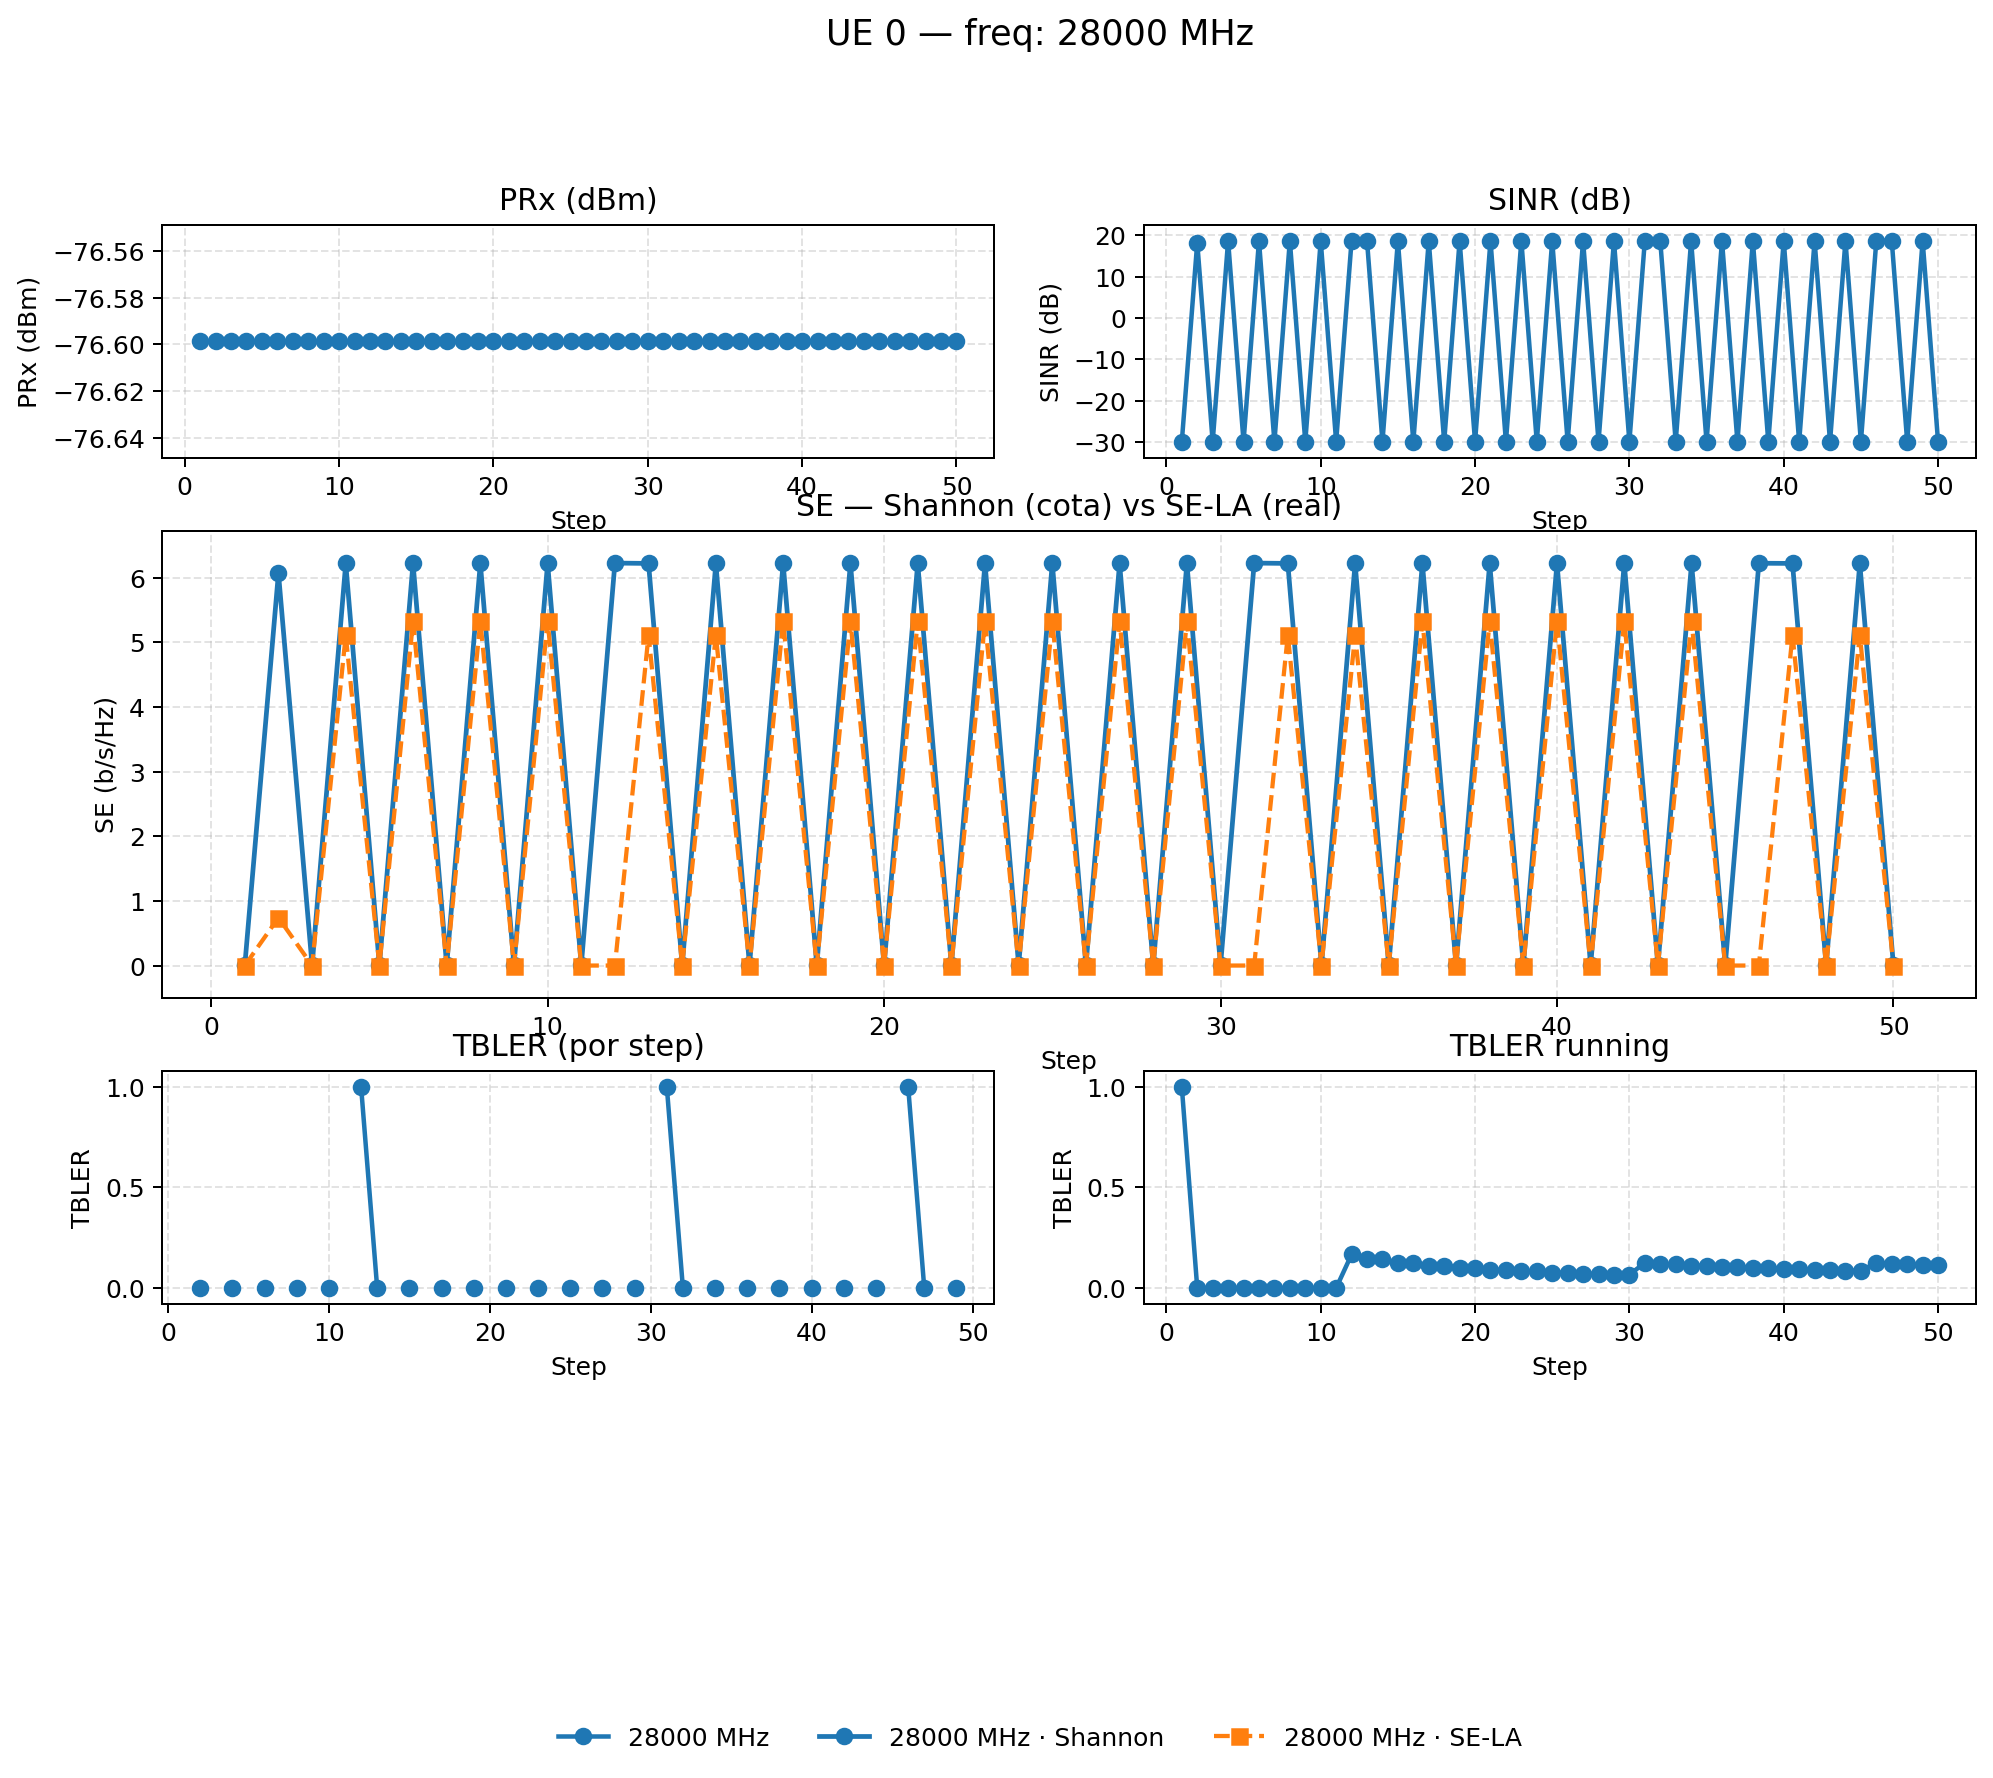 UE 0 — freq: 28000 MHz
PRx (dBm)
PRx (dBm)
−76.56
−76.58
−76.60
−76.62
−76.64
0 10 20 30 40 50
Step
SINR (dB)
SINR (dB)
20
10
0
−10
−20
−30
0 10 20 30 40 50
Step
SE — Shannon (cota) vs SE-LA (real)
SE (b/s/Hz)
6
5
4
3
2
1
0
0 10 20 30 40 50
Step
TBLER (por step)
TBLER
1.0
0.5
0.0
0 10 20 30 40 50
Step
TBLER running
TBLER
1.0
0.5
0.0
0 10 20 30 40 50
Step
28000 MHz
28000 MHz · Shannon
28000 MHz · SE-LA